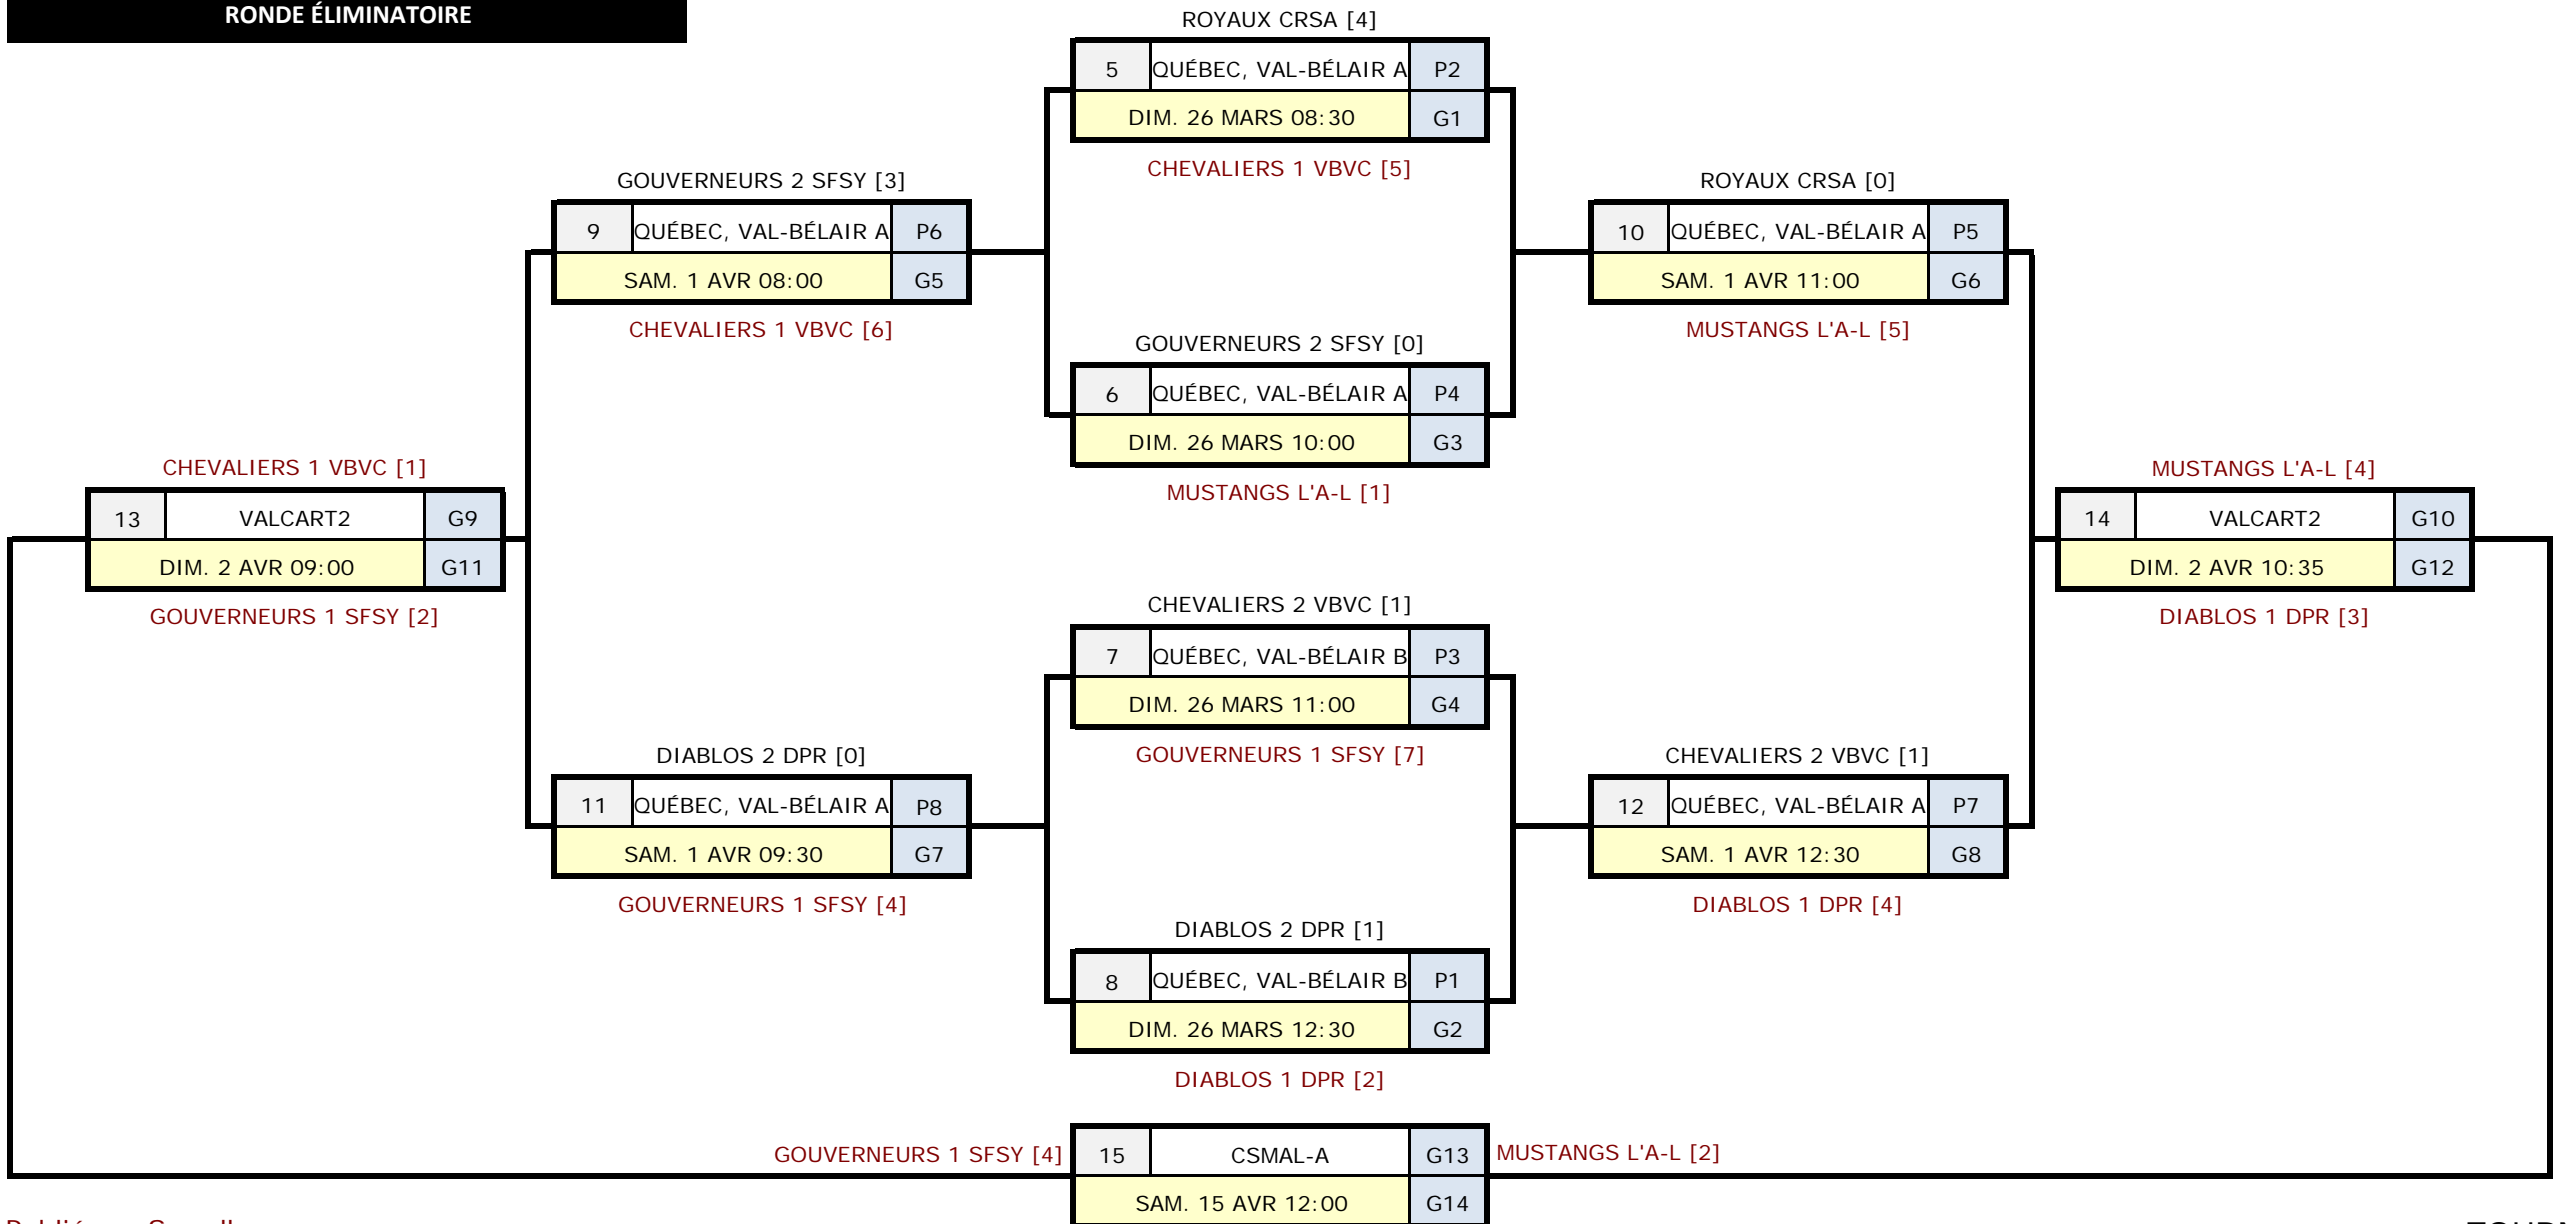 RONDE ÉLIMINATOIRE
ROYAUX CRSA [4]
5 QUÉBEC, VAL-BÉLAIR A P2
DIM. 26 MARS 08:30 G1
CHEVALIERS 1 VBVC [5]
GOUVERNEURS 2 SFSY [3]
9 QUÉBEC, VAL-BÉLAIR A P6
SAM. 1 AVR 08:00 G5
CHEVALIERS 1 VBVC [6]
ROYAUX CRSA [0]
10 QUÉBEC, VAL-BÉLAIR A P5
SAM. 1 AVR 11:00 G6
MUSTANGS L'A-L [5]
GOUVERNEURS 2 SFSY [0]
6 QUÉBEC, VAL-BÉLAIR A P4
DIM. 26 MARS 10:00 G3
MUSTANGS L'A-L [1]
CHEVALIERS 1 VBVC [1]
13 VALCART2 G9
DIM. 2 AVR 09:00 G11
GOUVERNEURS 1 SFSY [2]
MUSTANGS L'A-L [4]
14 VALCART2 G10
DIM. 2 AVR 10:35 G12
DIABLOS 1 DPR [3]
CHEVALIERS 2 VBVC [1]
7 QUÉBEC, VAL-BÉLAIR B P3
DIM. 26 MARS 11:00 G4
GOUVERNEURS 1 SFSY [7]
DIABLOS 2 DPR [0]
11 QUÉBEC, VAL-BÉLAIR A P8
SAM. 1 AVR 09:30 G7
GOUVERNEURS 1 SFSY [4]
CHEVALIERS 2 VBVC [1]
12 QUÉBEC, VAL-BÉLAIR A P7
SAM. 1 AVR 12:30 G8
DIABLOS 1 DPR [4]
DIABLOS 2 DPR [1]
8 QUÉBEC, VAL-BÉLAIR B P1
DIM. 26 MARS 12:30 G2
DIABLOS 1 DPR [2]
GOUVERNEURS 1 SFSY [4] 15 CSMAL-A G13 MUSTANGS L'A-L [2]
SAM. 15 AVR 12:00 G14